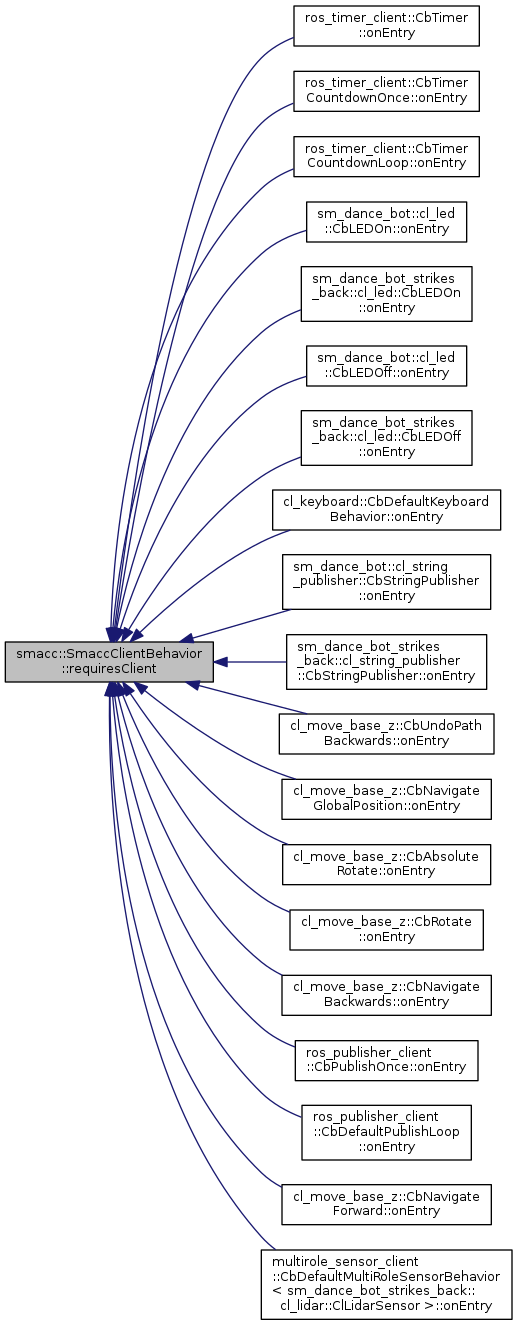 ros_timer_client::CbTimer
::onEntry
ros_timer_client::CbTimer
CountdownOnce::onEntry
ros_timer_client::CbTimer
CountdownLoop::onEntry
sm_dance_bot::cl_led
::CbLEDOn::onEntry
sm_dance_bot_strikes
_back::cl_led::CbLEDOn
::onEntry
sm_dance_bot::cl_led
::CbLEDOff::onEntry
sm_dance_bot_strikes
_back::cl_led::CbLEDOff
::onEntry
cl_keyboard::CbDefaultKeyboard
Behavior::onEntry
sm_dance_bot::cl_string
_publisher::CbStringPublisher
::onEntry
smacc::SmaccClientBehavior
::requiresClient
sm_dance_bot_strikes
_back::cl_string_publisher
::CbStringPublisher::onEntry
cl_move_base_z::CbUndoPath
Backwards::onEntry
cl_move_base_z::CbNavigate
GlobalPosition::onEntry
cl_move_base_z::CbAbsolute
Rotate::onEntry
cl_move_base_z::CbRotate
::onEntry
cl_move_base_z::CbNavigate
Backwards::onEntry
ros_publisher_client
::CbPublishOnce::onEntry
ros_publisher_client
::CbDefaultPublishLoop
::onEntry
cl_move_base_z::CbNavigate
Forward::onEntry
multirole_sensor_client
::CbDefaultMultiRoleSensorBehavior
< sm_dance_bot_strikes_back::
cl_lidar::ClLidarSensor >::onEntry